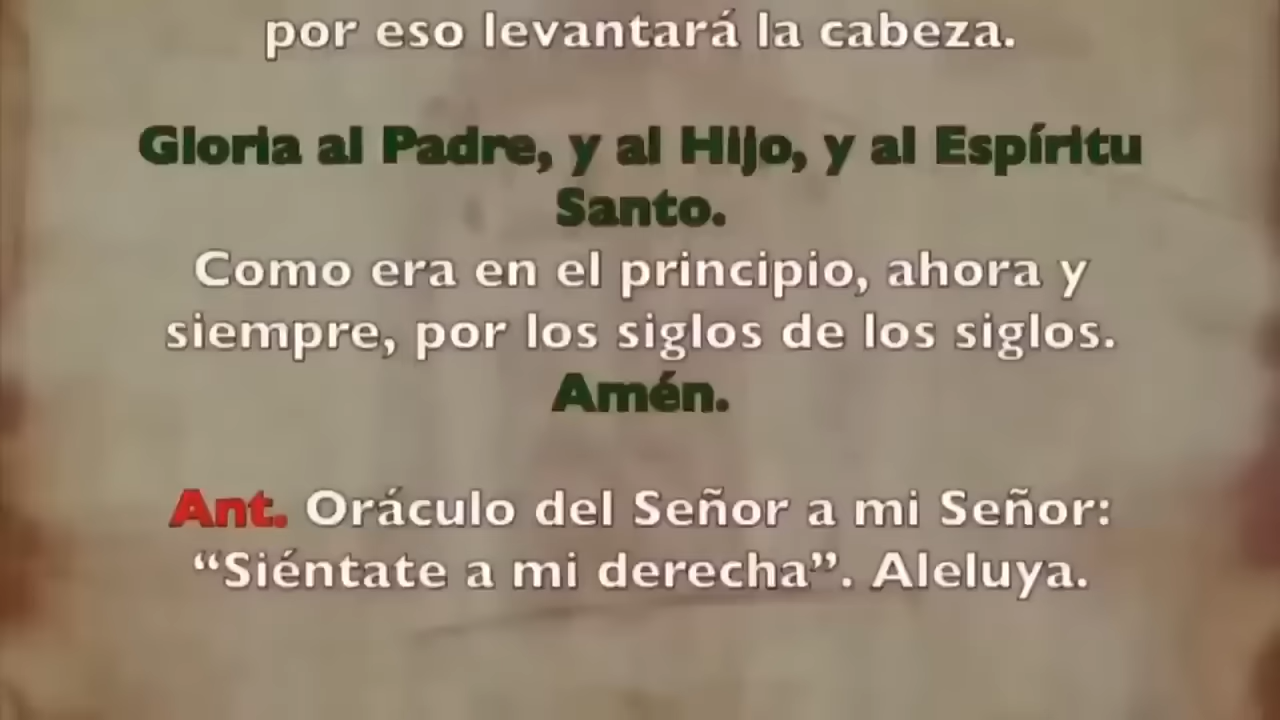 por eso levantará la cabeza.
Gloria al Padre, y al Hijo, y al Espíritu
Santo.
Como era en el principio, ahora y
siempre, por los siglos de los siglos.
Amén.
Ant. Oráculo del Señor a mi Señor:
“Siéntate a mi derecha”. Aleluya.